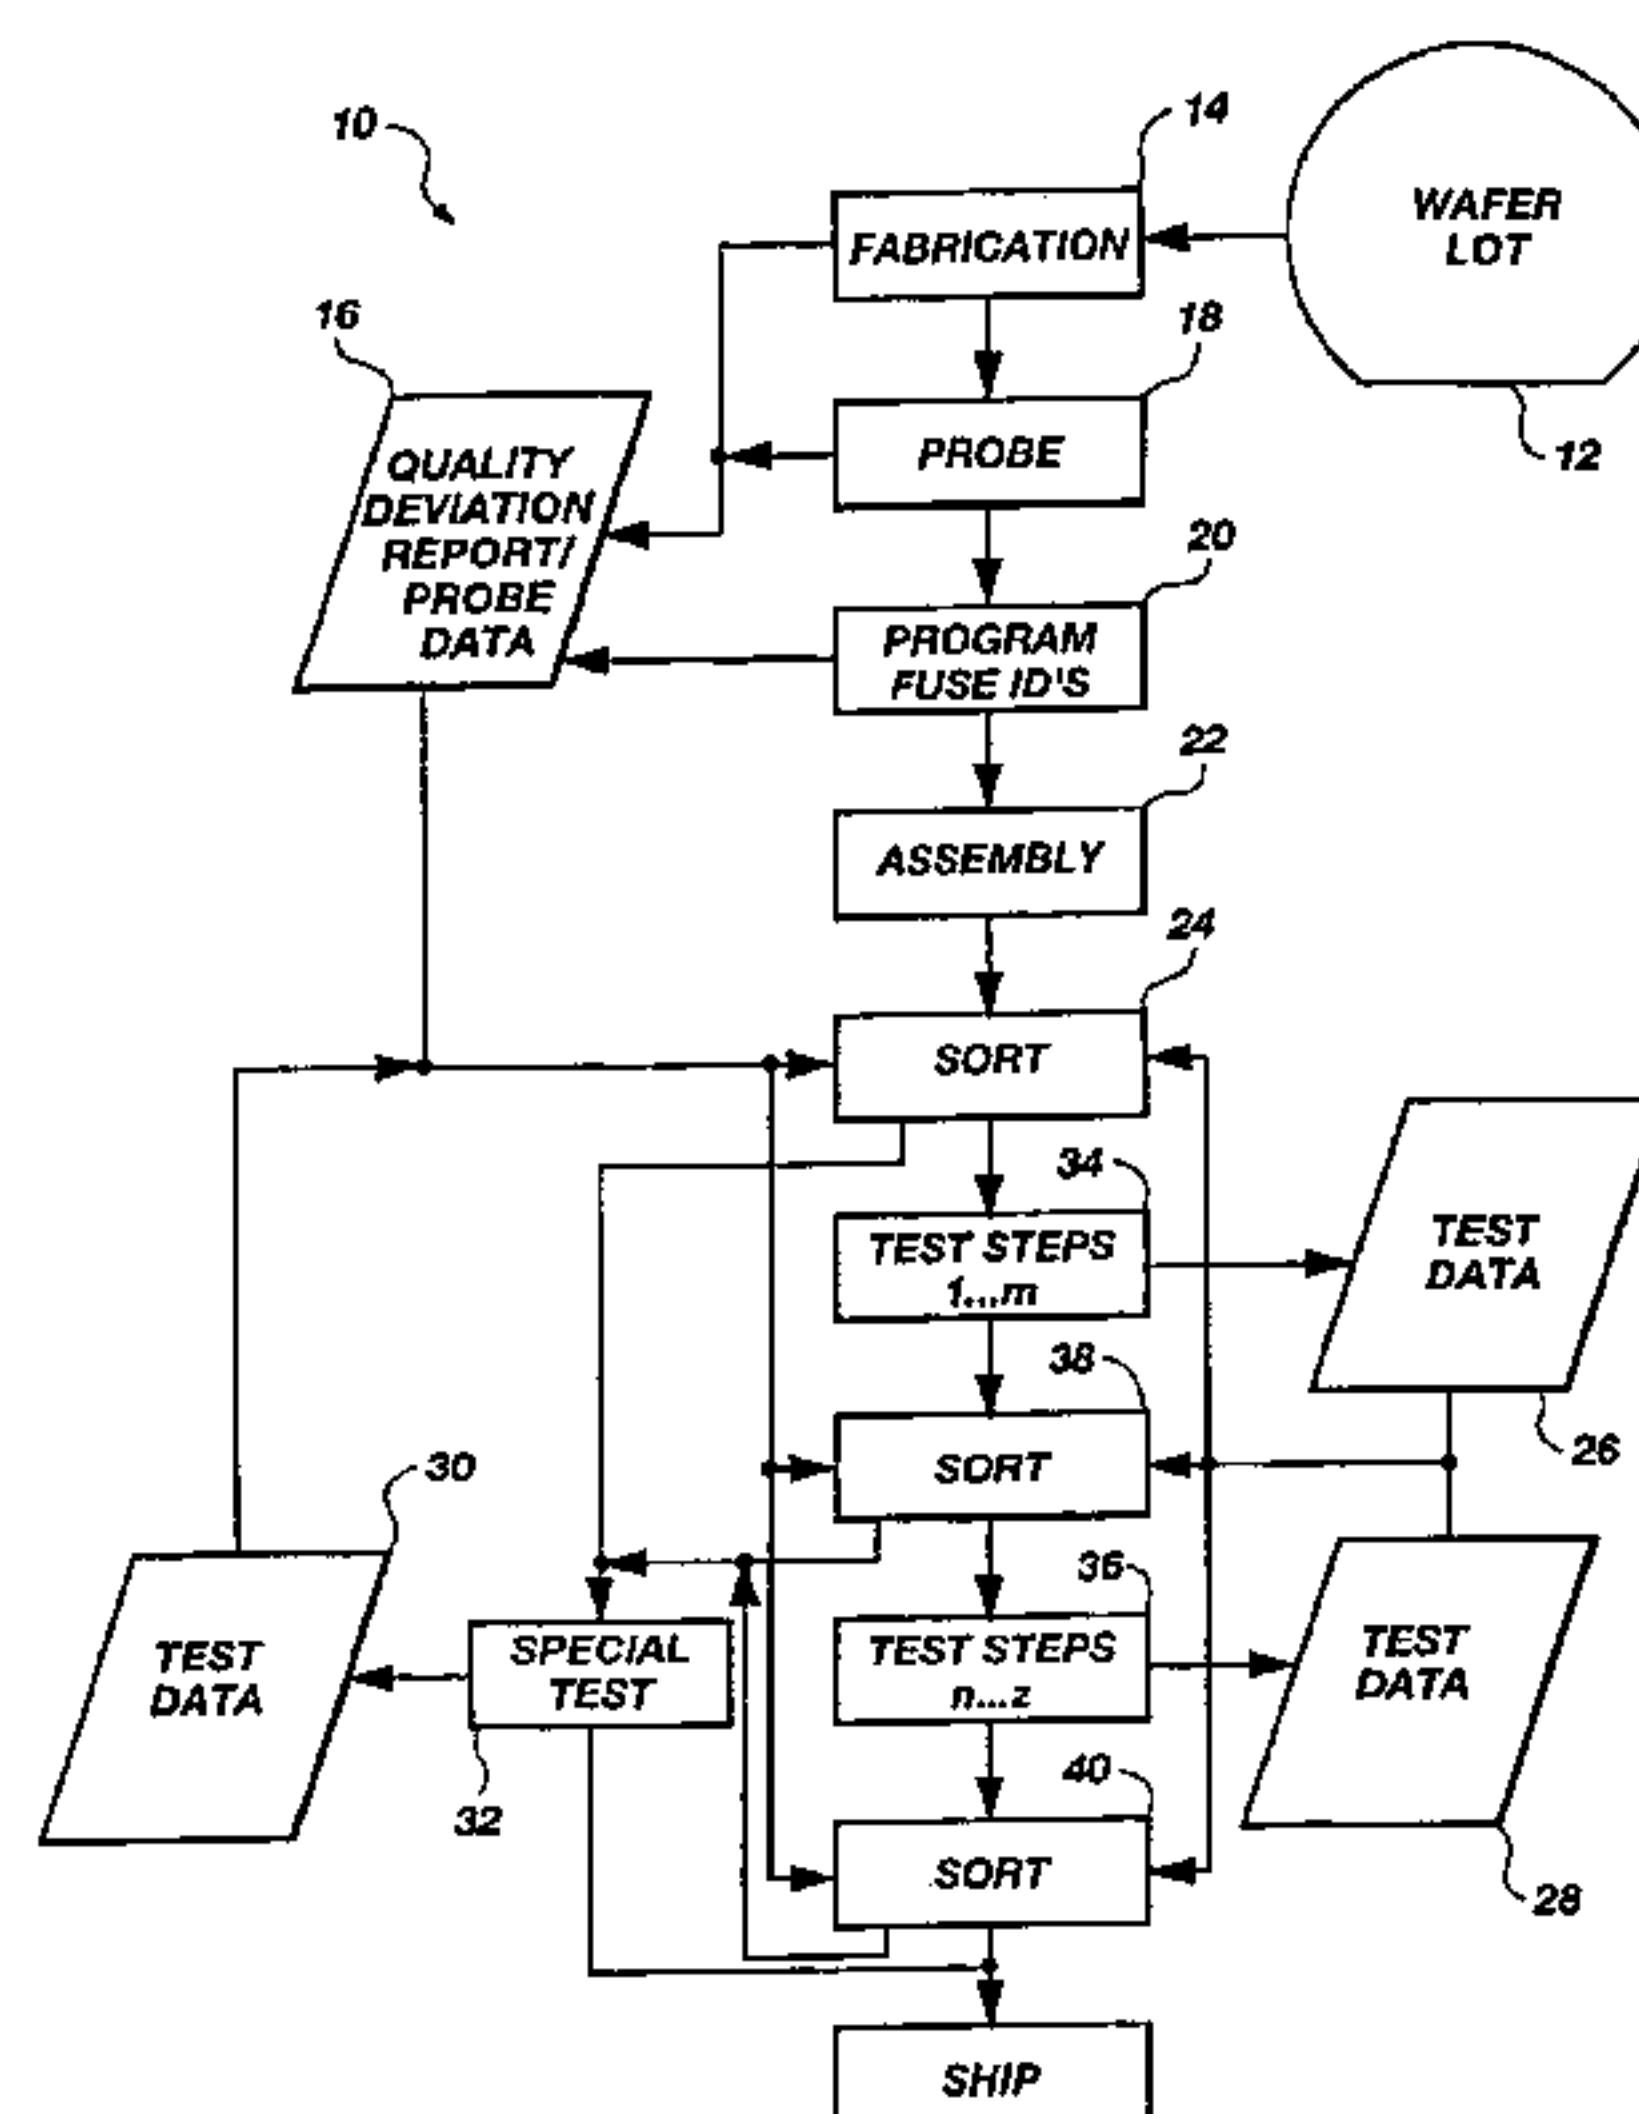 10
14
WAFER
LOT
FABRICATION
16
18
QUALITY
DEVIATION
REPORT/
PROBE
DATA
PROBE
12
20
PROGRAM
FUSE ID'S
22
ASSEMBLY
24
SORT
34
TEST STEPS
1...m
TEST
DATA
38
26
30
SORT
36
TEST
DATA
SPECIAL
TEST
TEST STEPS
n...z
TEST
DATA
32
40
SORT
28
SHIP